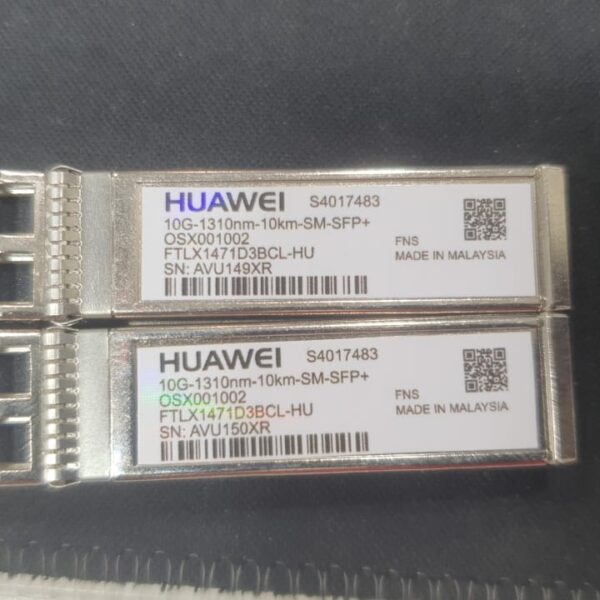 HUAWEI S4017483
10G-1310nm-10km-SM-SFP+
OSX001002
FTLX1471D3BCL-HU
SN: AVU149XR
FNS
MADE IN MALAYSIA
HUAWEI S4017483
10G-1310nm-10km-SM-SFP+
OSX001002
FTLX1471D3BCL-HU
SN: AVU150XR
FNS
MADE IN MALAYSIA